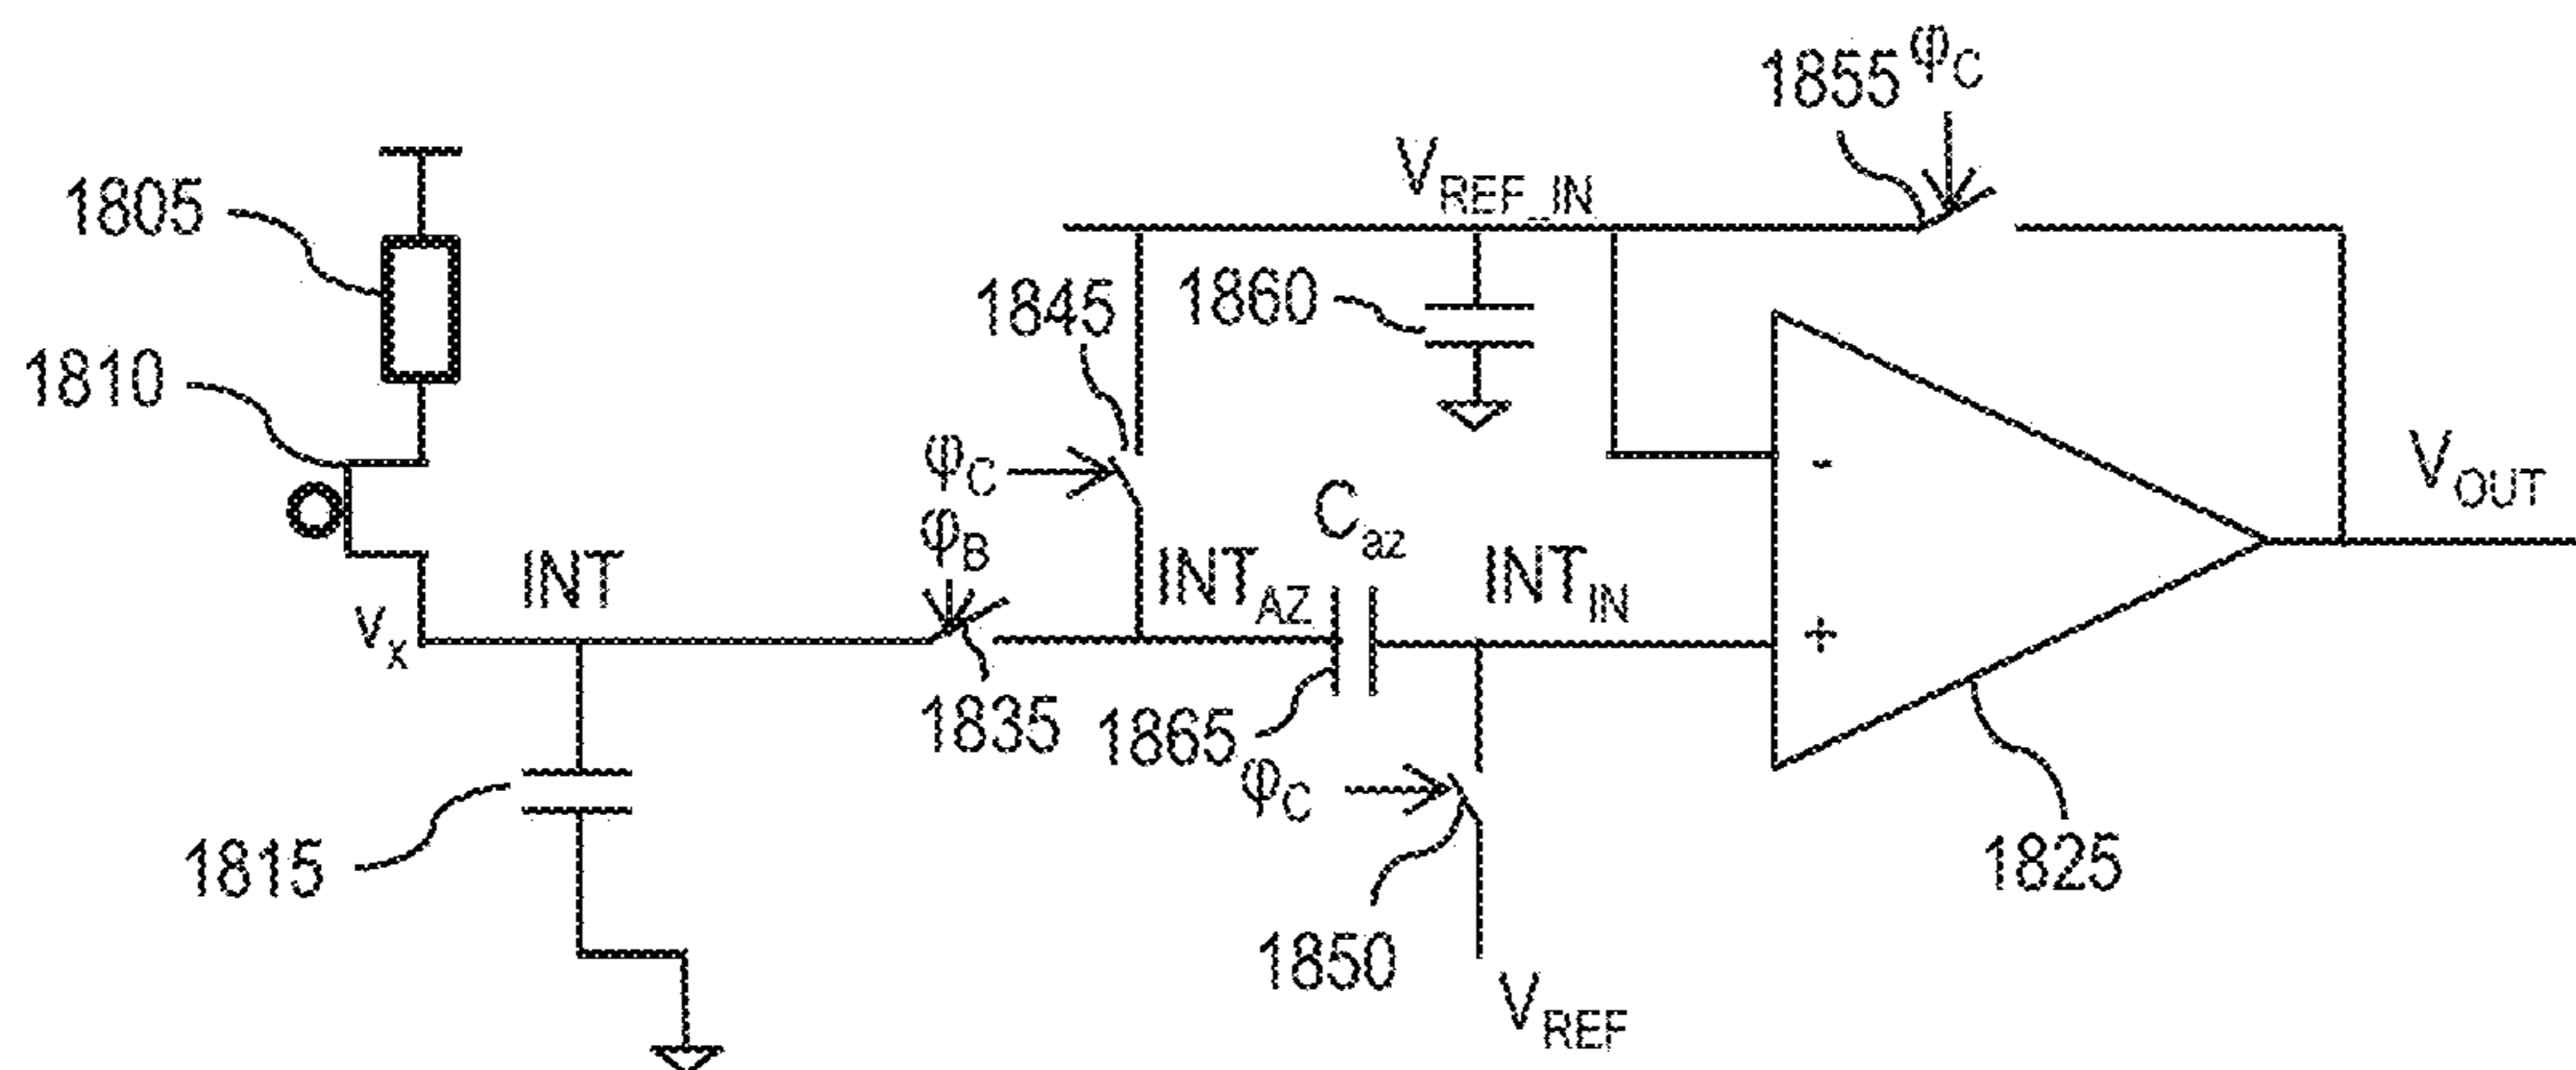 1855 φC
VREF_IN
1805
1845
1860
1810
φC
Caz
-
VOUT
φB
INT
INTAZ
INTIN
vx
+
1835
1865
φC
1815
1850
1825
VREF